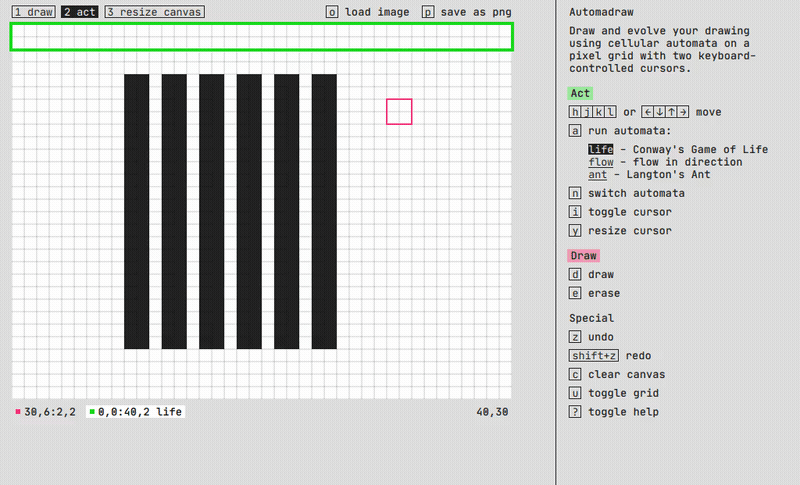 1 draw 2 act 3 resize canvas o load image p save as png
30,6:2,2 0,0:40,2 life 40,30
Automadraw
Draw and evolve your drawing
using cellular automata on a
pixel grid with two keyboard-
controlled cursors.
Act
h j k l or ← ↓ ↑ → move
a run automata:
life – Conway's Game of Life
flow – flow in direction
ant – Langton's Ant
n switch automata
i toggle cursor
y resize cursor
Draw
d draw
e erase
Special
z undo
shift+z redo
c clear canvas
u toggle grid
? toggle help